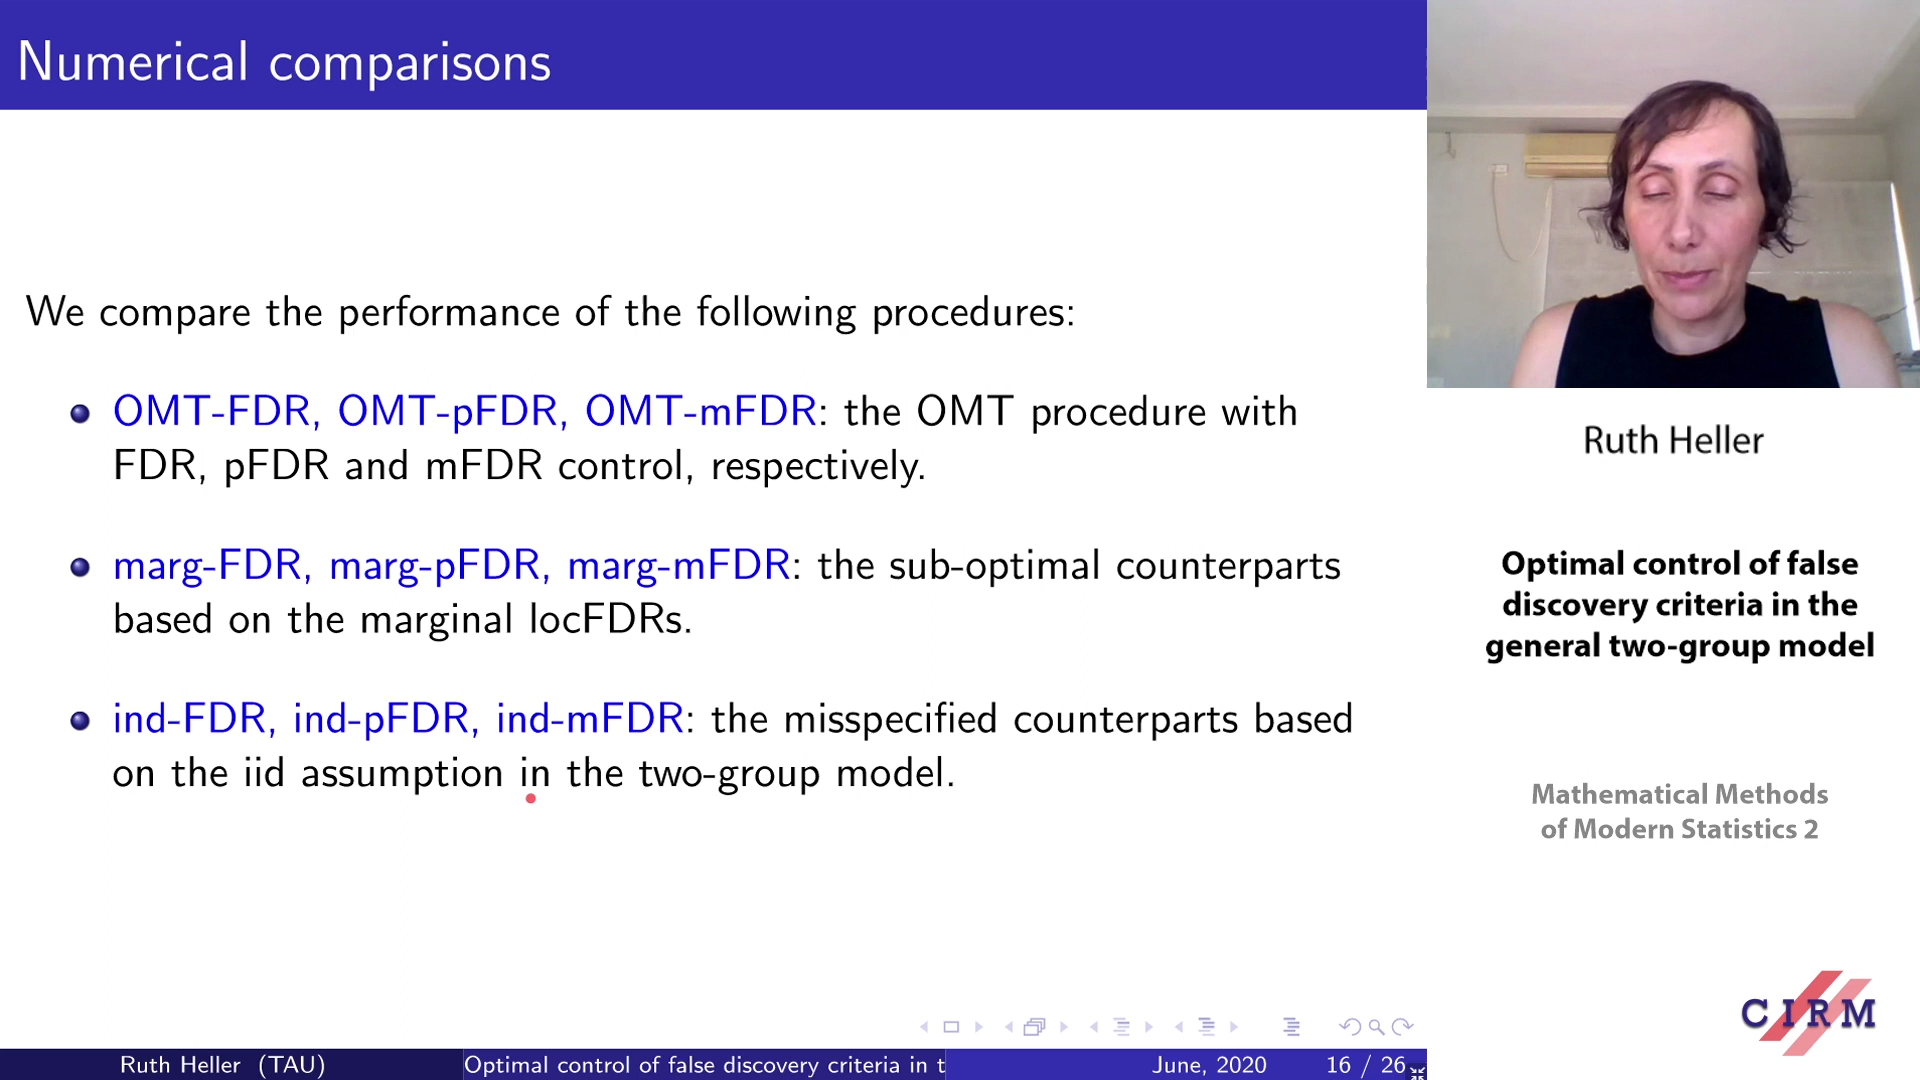 Numerical comparisons
We compare the performance of the following procedures:
OMT-FDR, OMT-pFDR, OMT-mFDR: the OMT procedure with
FDR, pFDR and mFDR control, respectively.
marg-FDR, marg-pFDR, marg-mFDR: the sub-optimal counterparts
based on the marginal locFDRs.
ind-FDR, ind-pFDR, ind-mFDR: the misspecified counterparts based
on the iid assumption in the two-group model.
Ruth Heller (TAU)
Optimal control of false discovery criteria in t
June, 2020
16 / 26
Ruth Heller
Optimal control of false
discovery criteria in the
general two-group model
Mathematical Methods
of Modern Statistics 2
CIRM